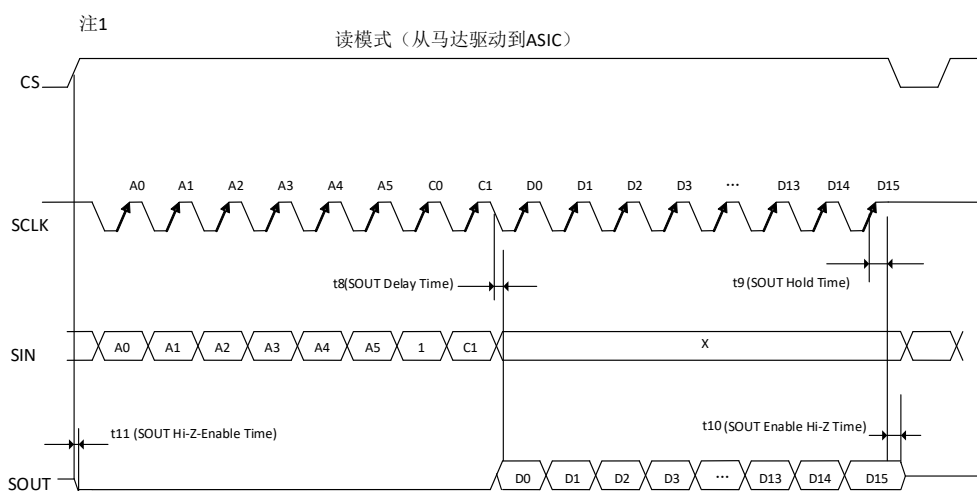 注1
读模式（从马达驱动到ASIC）
CS
A0 A1 A2 A3 A4 A5 C0 C1 D0 D1 D2 D3 ··· D13 D14 D15
SCLK
t8(SOUT Delay Time)
t9 (SOUT Hold Time)
A0 A1 A2 A3 A4 A5 1 C1 X
SIN
t11 (SOUT Hi-Z-Enable Time)
t10 (SOUT Enable Hi-Z Time)
D0 D1 D2 D3 ··· D13 D14 D15
SOUT